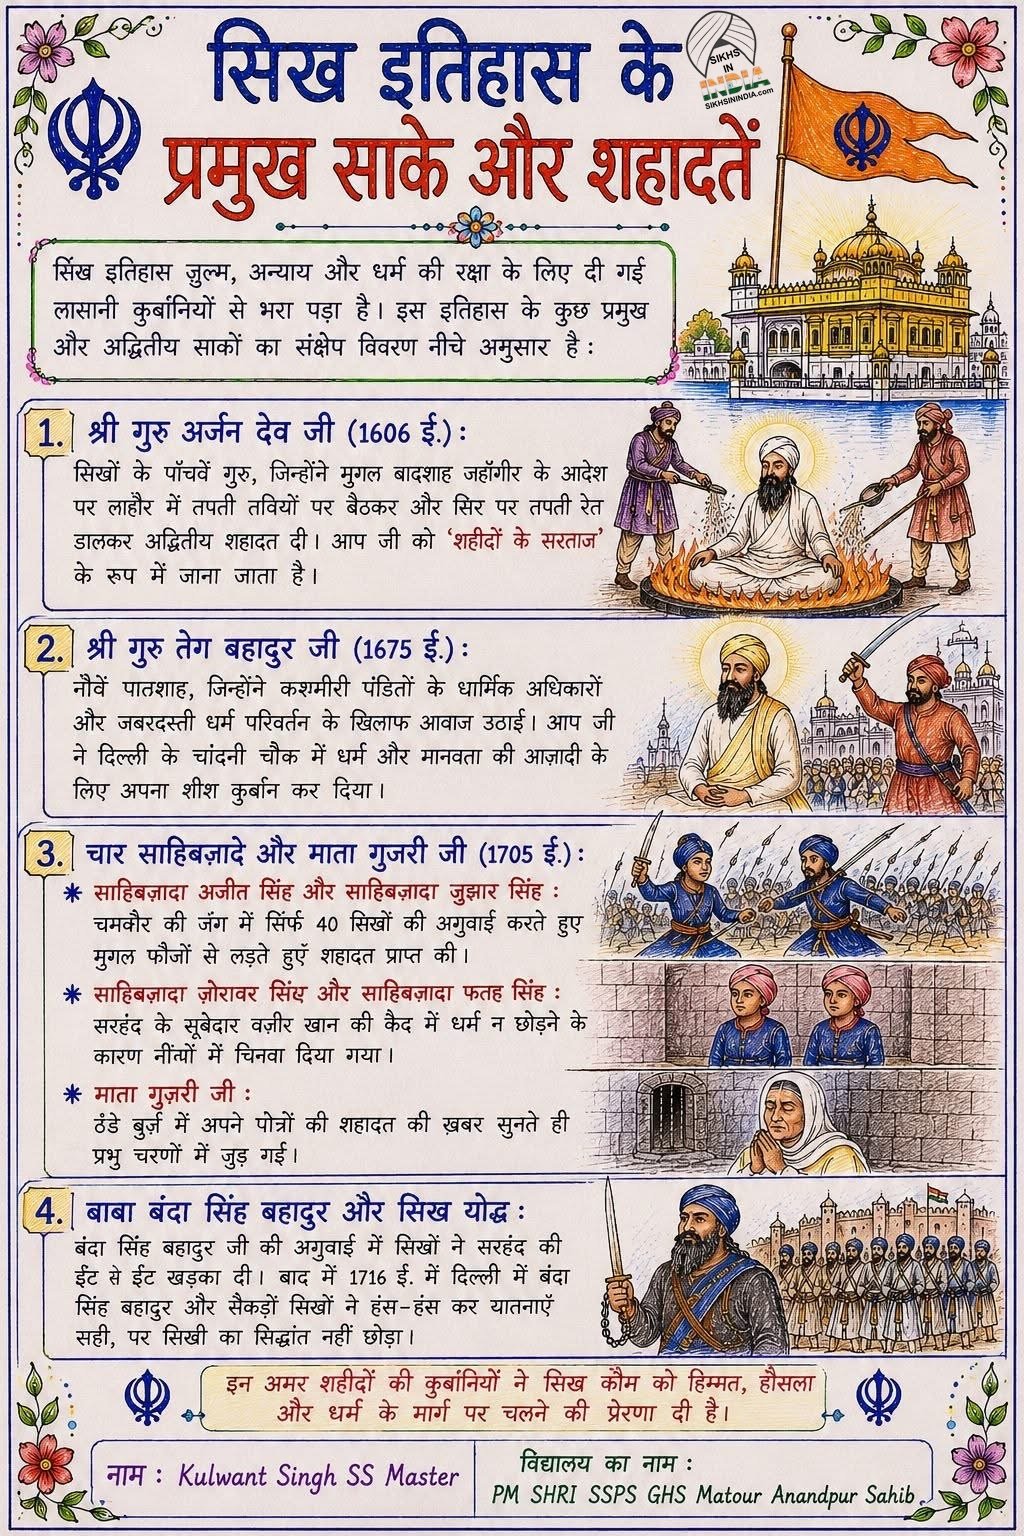 सिख इतिहास के
SIKHS
IN
INDIA
SIKHSININDIA.com
प्रमुख साके और शहादतें
सिख इतिहास ज़ुल्म, अन्याय और धर्म की रक्षा के लिए दी गई
लासानी कुर्बानियों से भरा पड़ा है। इस इतिहास के कुछ प्रमुख
और अद्वितीय साकों का संक्षेप विवरण नीचे अमुसार है :
1. श्री गुरु अर्जन देव जी (1606 ई.) :
सिखों के पाँचवें गुरु, जिन्होंने मुगल बादशाह जहाँगीर के आदेश
पर लाहौर में तपती तवियों पर बैठकर और सिर पर तपती रेत
डालकर अद्वितीय शहादत दी। आप जी को 'शहीदों के सरताज'
के रूप में जाना जाता है।
2. श्री गुरु तेग बहादुर जी (1675 ई.) :
नौवें पातशाह, जिन्होंने कश्मीरी पंडितों के धार्मिक अधिकारों
और जबरदस्ती धर्म परिवर्तन के खिलाफ आवाज उठाई। आप जी
ने दिल्ली के चांदनी चौक में धर्म और मानवता की आज़ादी के
लिए अपना शीश कुर्बान कर दिया।
3. चार साहिबज़ादे और माता गुजरी जी (1705 ई.) :
* साहिबज़ादा अजीत सिंह और साहिबज़ादा जुझार सिंह :
चमकौर की जंग में सिर्फ 40 सिखों की अगुवाई करते हुए
मुगल फौजों से लड़ते हुएँ शहादत प्राप्त की।
* साहिबज़ादा ज़ोरावर सिंह और साहिबज़ादा फतह सिंह :
सरहंद के सूबेदार वज़ीर खान की कैद में धर्म न छोड़ने के
कारण में चिनवा दिया गया।
* माता गुज़री जी :
ठंडे बुर्ज़ में अपने पोत्रों की शहादत की ख़बर सुनते ही
प्रभु चरणों में जुड़ गई।
4. बाबा बंदा सिंह बहादुर और सिख योद्ध :
बंदा सिंह बहादुर जी की अगुवाई में सिखों ने सरहंद की
ईंट से ईंट खड़का दी। बाद में 1716 ई. में दिल्ली में बंदा
सिंह बहादुर और सैकड़ों सिखों ने हंस-हंस कर यातनाएँ
सही, पर सिखी का सिद्धांत नहीं छोड़ा।
इन अमर शहीदों की कुर्बानियों ने सिख कौम को हिम्मत, हौसला
और धर्म के मार्ग पर चलने की प्रेरणा दी है।
नाम : Kulwant Singh SS Master
विद्यालय का नाम :
PM SHRI SSPS GHS Matour Anandpur Sahib